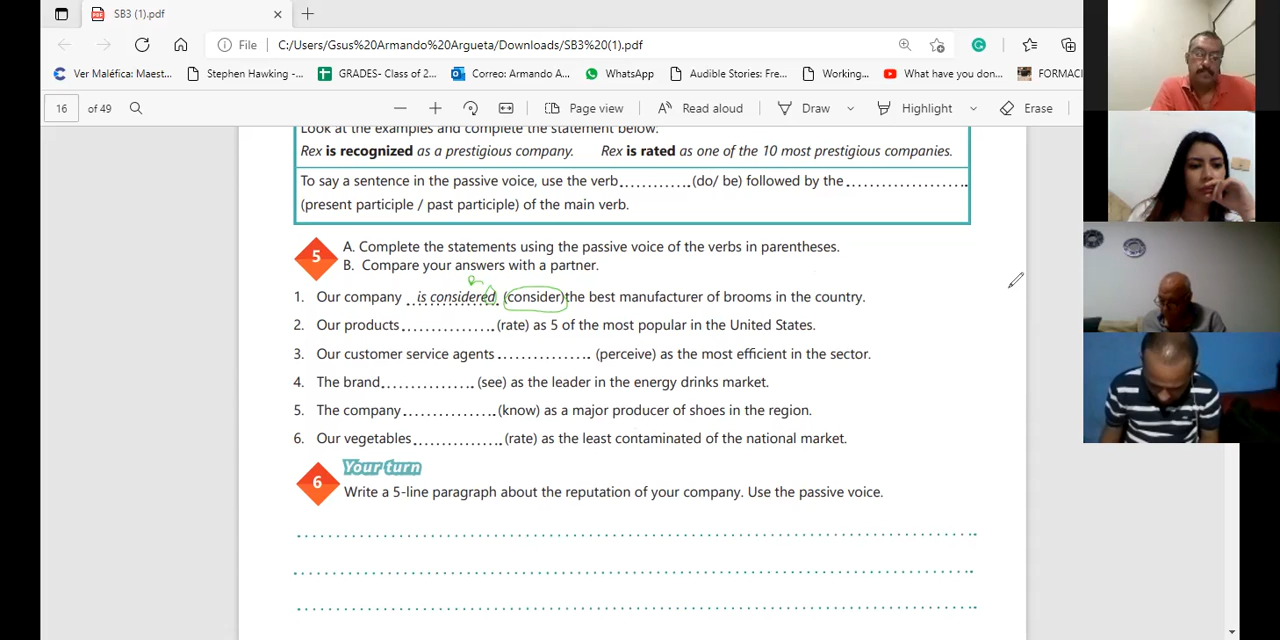 SB3 (1).pdf
File C:/Users/Gsus%20Armando%20Argueta/Downloads/SB3%20(1).pdf
Ver Maléfica: Maest... Stephen Hawking -... GRADES- Class of 2... Correo: Armando A... WhatsApp Audible Stories: Fre... Working... What have you don... FORMACI
16 of 49 Page view Read aloud Draw Highlight Erase
Look at the examples and complete the statement below:
Rex is recognized as a prestigious company. Rex is rated as one of the 10 most prestigious companies.
To say a sentence in the passive voice, use the verb............(do/ be) followed by the ....................
(present participle / past participle) of the main verb.
5 A. Complete the statements using the passive voice of the verbs in parentheses.
B. Compare your answers with a partner.
1. Our company ..is considered. (consider)the best manufacturer of brooms in the country.
2. Our products................(rate) as 5 of the most popular in the United States.
3. Our customer service agents ............... (perceive) as the most efficient in the sector.
4. The brand............... (see) as the leader in the energy drinks market.
5. The company...............(know) as a major producer of shoes in the region.
6. Our vegetables...............(rate) as the least contaminated of the national market.
6 Your turn
Write a 5-line paragraph about the reputation of your company. Use the passive voice.